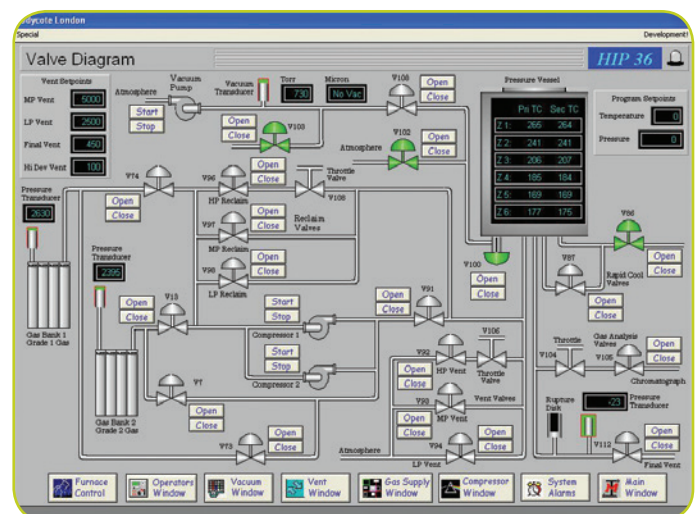 oycote London
Special
Development!
Valve Diagram
HIP 36
Vent Setpoints
MP Vent 5000
LP Vent 2500
Final Vent 450
Hi Dev Vent 100
Atmosphere
Vacuum
Pump
Start
Stop
Vacuum
Transducer
Torr
730
Micron
No Vac
Open
Close
V103
V108
Open
Close
V102
Open
Close
Atmosphere
Pressure Vessel
Pri TC Sec TC
Z 1: 265 264
Z 2: 241 241
Z 3: 206 207
Z 4: 185 184
Z 5: 169 169
Z 6: 177 175
Program Setpoints
Temperature 0
Pressure 0
V74
Open
Close
V96
Open
Close
HP Reclaim
Throttle
Valve
V108
V97
Open
Close
MP Reclaim
Reclaim
Valves
V98
Open
Close
LP Reclaim
Pressure
Transducer
2630
Pressure
Transducer
2395
Gas Bank 1
Grade 1 Gas
Gas Bank 2
Grade 2 Gas
Open
Close
V13
Start
Stop
Compressor 1
Start
Stop
Compressor 2
Open
Close
V91
V7
Open
Close
V73
Open
Close
V100
Open
Close
V86
Open
Close
V87
Rapid Cool
Valves
Open
Close
V92
Open
Close
HP Vent
V106
Throttle
Valve
V93
Open
Close
MP Vent
Vent Valves
V94
Open
Close
LP Vent
Atmosphere
Throttle
V104
Gas Analysis
Valves
V105
Open
Close
Chromatograph
Rupture
Disk
-23
Pressure
Transducer
V112
Open
Close
Final Vent
Furnace
Control
Operators
Window
Vacuum
Window
Vent
Window
Gas Supply
Window
Compressor
Window
System
Alarms
Main
Window